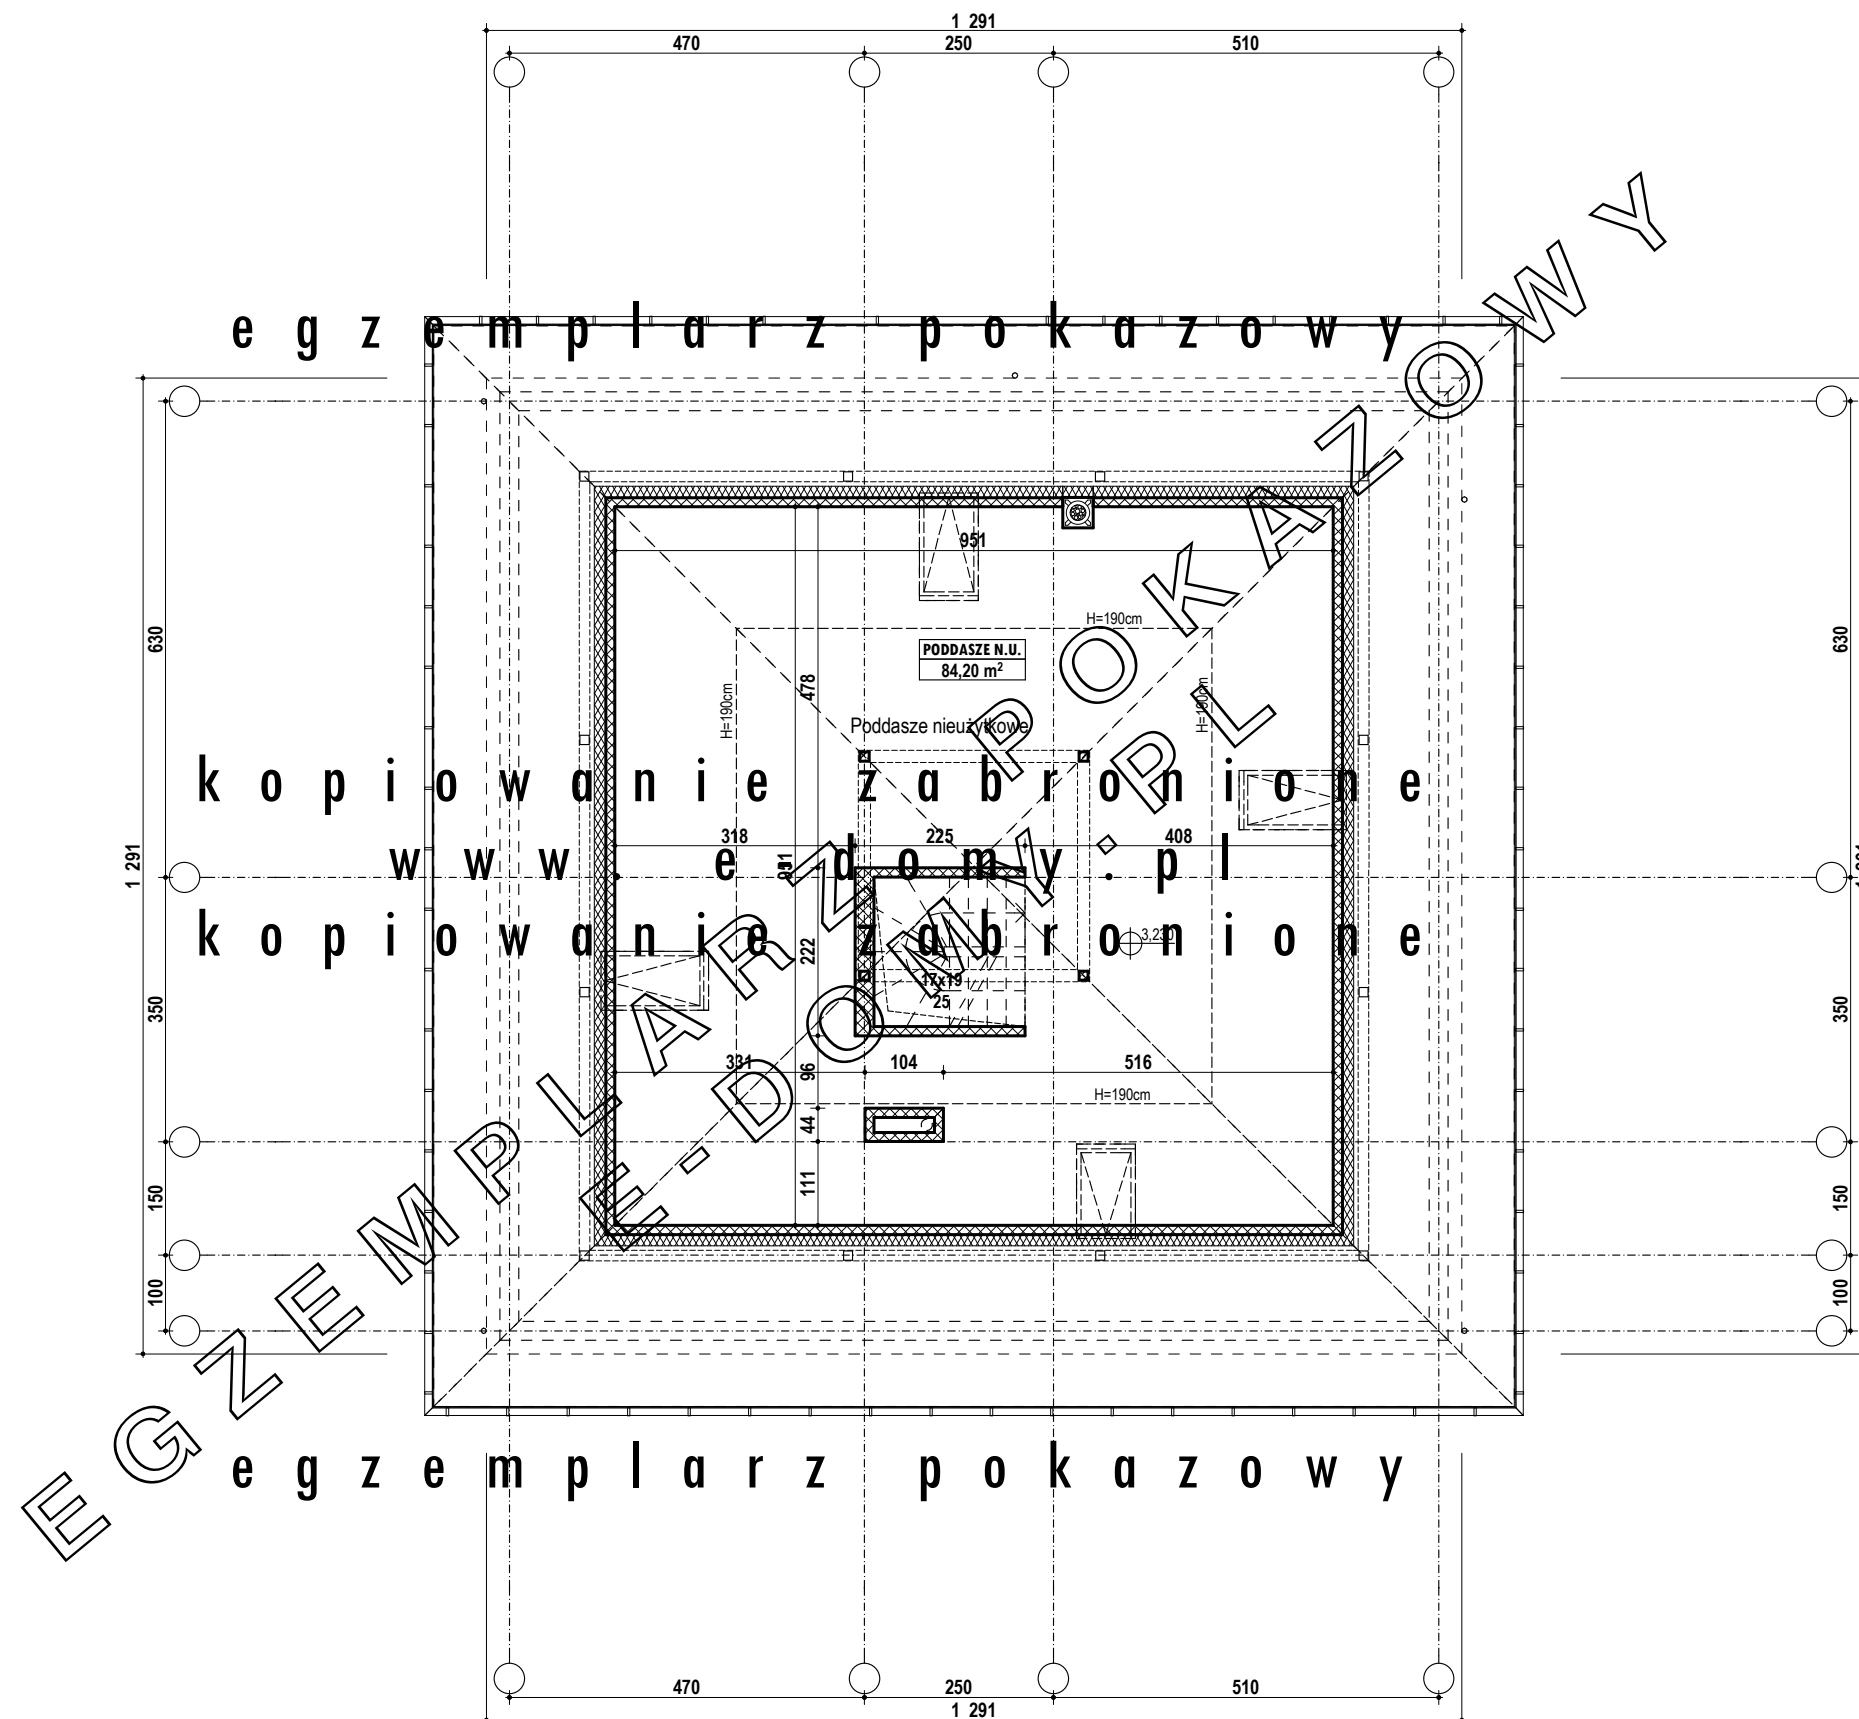 1 291
470 250 510
EGZEMPLARZ POKAZOWY
E-DOMY.PL
egzemplarz pokazowy
951
630
630
H=190cm
PODDASZE N.U.
84,20 m²
478
H=190cm
H=190cm
Poddasze nieużytkowe
kopiowanie zabronione
318 225 408
1 291
951
www.e-domy.pl
kopiowanie zabronione
222
3,230
17x19
25
350
350
331 104 516
96
H=190cm
44
111
150
150
100
100
egzemplarz pokazowy
470 250 510
1 291